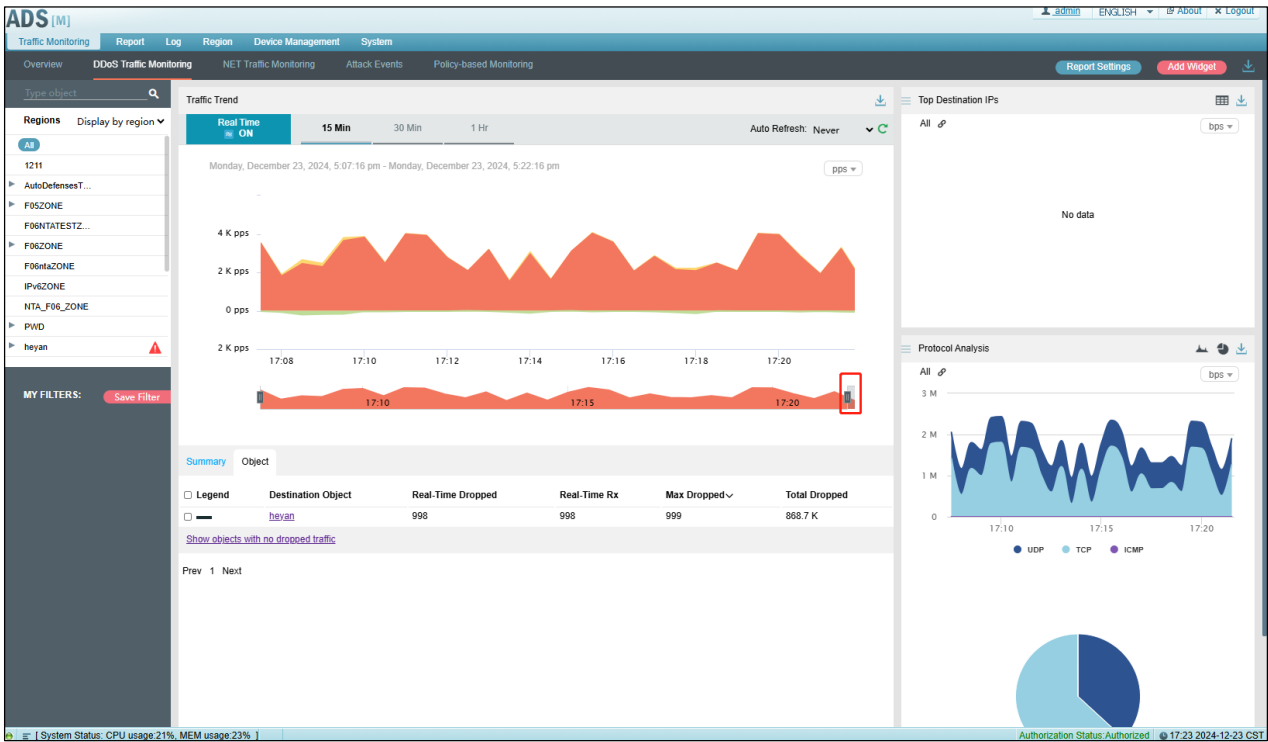 ADS [M]
admin ENGLISH About Logout
Traffic Monitoring Report Log Region Device Management System
Overview DDoS Traffic Monitoring NET Traffic Monitoring Attack Events Policy-based Monitoring Report Settings Add Widget
Type object
Regions Display by region
All
1211
AutoDefensesT...
F05ZONE
F06NTATESTZ...
F06ZONE
F06ntaZONE
IPv6ZONE
NTA_F06_ZONE
PWD
heyan
MY FILTERS: Save Filter
Traffic Trend
Real Time
ON
15 Min 30 Min 1 Hr Auto Refresh: Never
Monday, December 23, 2024, 5:07:16 pm - Monday, December 23, 2024, 5:22:16 pm pps
4 K pps
2 K pps
0 pps
2 K pps
17:08 17:10 17:12 17:14 17:16 17:18 17:20
17:10 17:15 17:20
Summary Object
Legend Destination Object Real-Time Dropped Real-Time Rx Max Dropped Total Dropped
heyan 998 998 999 868.7 K
Show objects with no dropped traffic
Prev 1 Next
Top Destination IPs
All bps
No data
Protocol Analysis
All bps
3 M
2 M
1 M
0
17:10 17:15 17:20
UDP TCP ICMP
[ System Status: CPU usage:21%, MEM usage:23% ] Authorization Status:Authorized 17:23 2024-12-23 CST